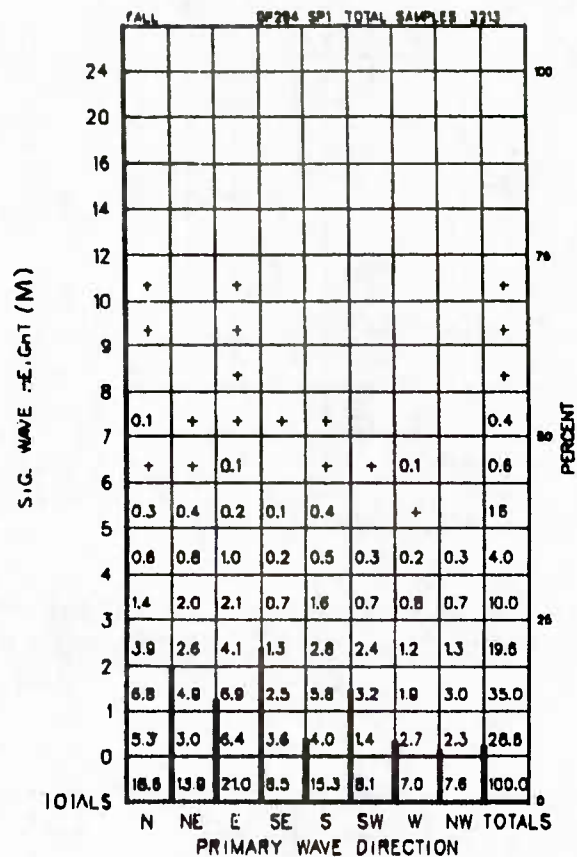 FALL SP1 TOTAL SAMPLES 3213
24 100
20
16
14
12 75
10 + + +
9 + + +
8 + +
7 0.1 + + + + 0.4
6 + + 0.1 + + 0.1 0.6 50
5 0.3 0.4 0.2 0.1 0.4 + 1.6
4 0.6 0.8 1.0 0.2 0.5 0.3 0.2 0.3 4.0
3 1.4 2.0 2.1 0.7 1.6 0.7 0.8 0.7 10.0 25
2 3.9 2.6 4.1 1.3 2.8 2.4 1.2 1.3 19.6
1 6.8 4.9 6.9 2.5 5.8 3.2 1.9 3.0 35.0
0 5.3 3.0 6.4 3.6 4.0 1.4 2.7 2.3 28.8
TOTALS 18.6 13.9 21.0 8.5 15.3 8.1 7.0 7.6 100.0 0
N NE E SE S SW W NW TOTALS
PRIMARY WAVE DIRECTION
SIG. WAVE HEIGHT (M)
PERCENT